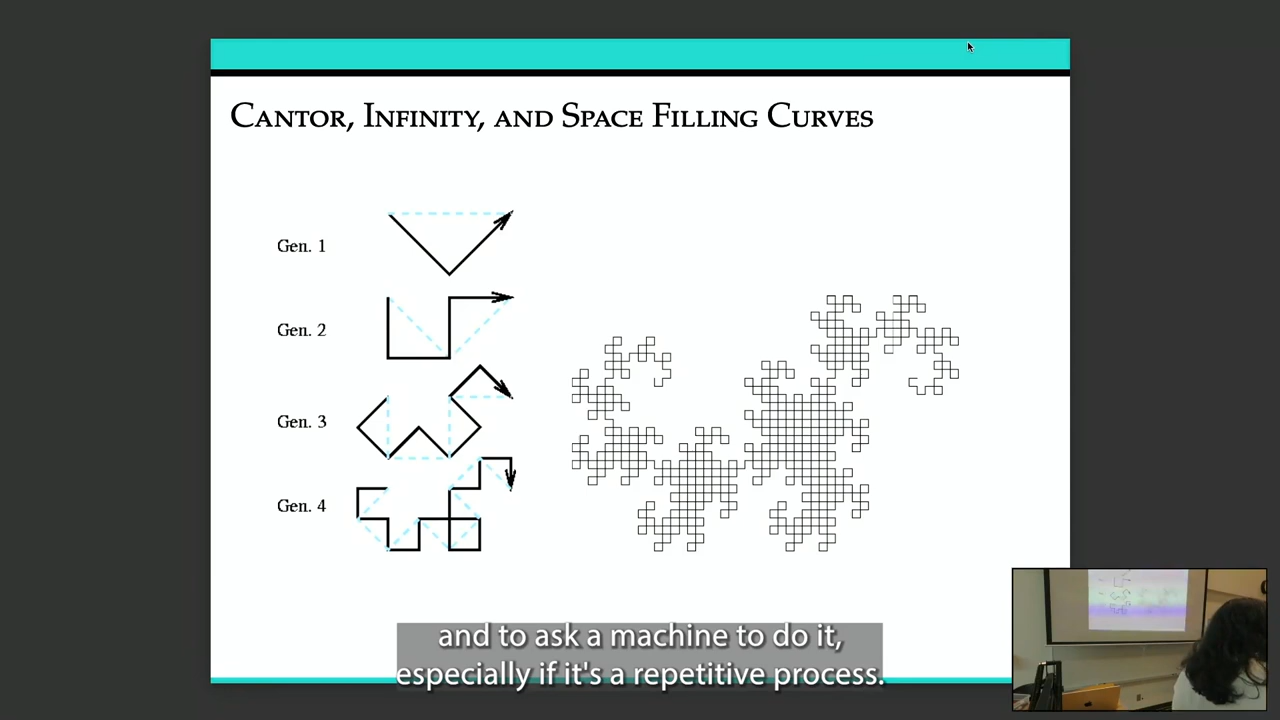 Cantor, Infinity, and Space Filling Curves
Gen. 1
Gen. 2
Gen. 3
Gen. 4
and to ask a machine to do it,
especially if it's a repetitive process.